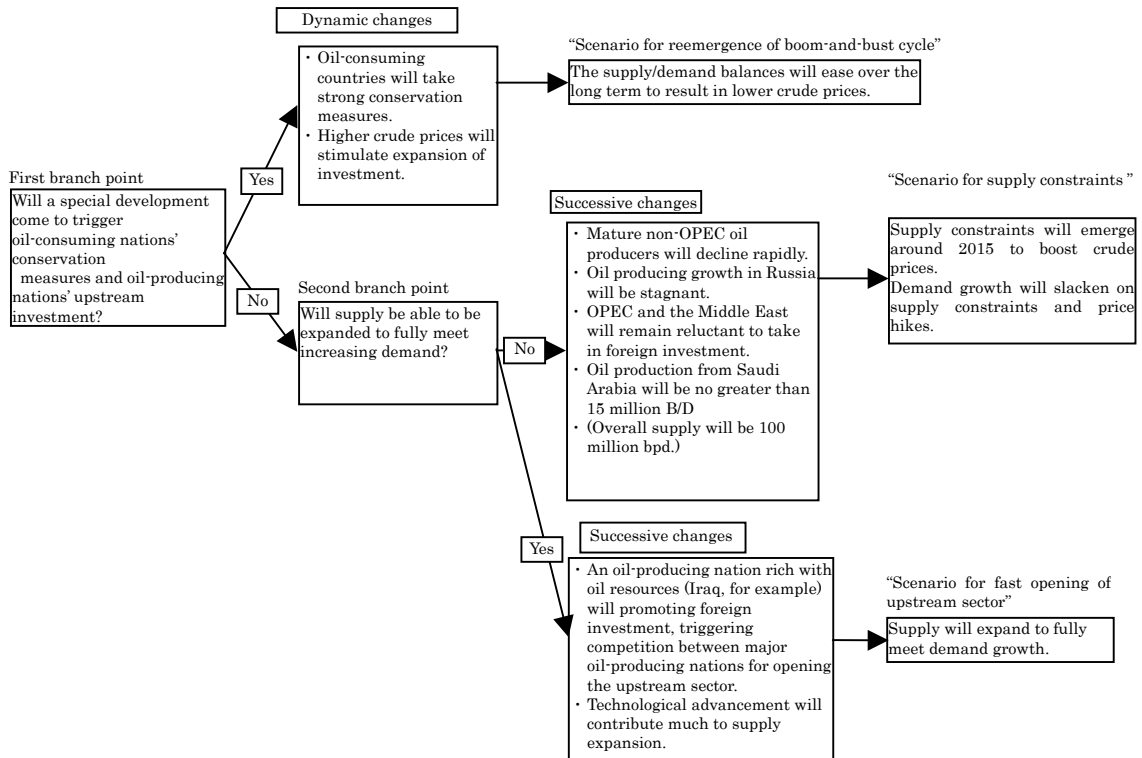 Dynamic changes
・ Oil-consuming
countries will take
strong conservation
measures.
・ Higher crude prices will
stimulate expansion of
investment.
“Scenario for reemergence of boom-and-bust cycle”
The supply/demand balances will ease over the
long term to result in lower crude prices.
First branch point
Will a special development
come to trigger
oil-consuming nations’
conservation
measures and oil-producing
nations’ upstream
investment?
Yes
No
Second branch point
Will supply be able to be
expanded to fully meet
increasing demand?
No
Yes
Successive changes
・ Mature non-OPEC oil
producers will decline rapidly.
・ Oil producing growth in Russia
will be stagnant.
・ OPEC and the Middle East
will remain reluctant to take
in foreign investment.
・ Oil production from Saudi
Arabia will be no greater than
15 million B/D
・ (Overall supply will be 100
million bpd.)
“Scenario for supply constraints ”
Supply constraints will emerge
around 2015 to boost crude
prices.
Demand growth will slacken on
supply constraints and price
hikes.
Successive changes
・ An oil-producing nation rich with
oil resources (Iraq, for example)
will promoting foreign
investment, triggering
competition between major
oil-producing nations for opening
the upstream sector.
・ Technological advancement will
contribute much to supply
expansion.
“Scenario for fast opening of
upstream sector”
Supply will expand to fully
meet demand growth.